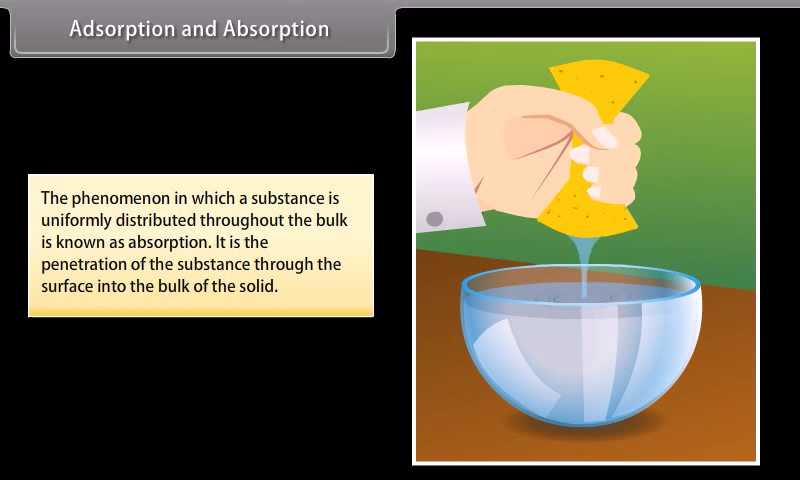 Adsorption and Absorption
The phenomenon in which a substance is
uniformly distributed throughout the bulk
is known as absorption. It is the
penetration of the substance through the
surface into the bulk of the solid.